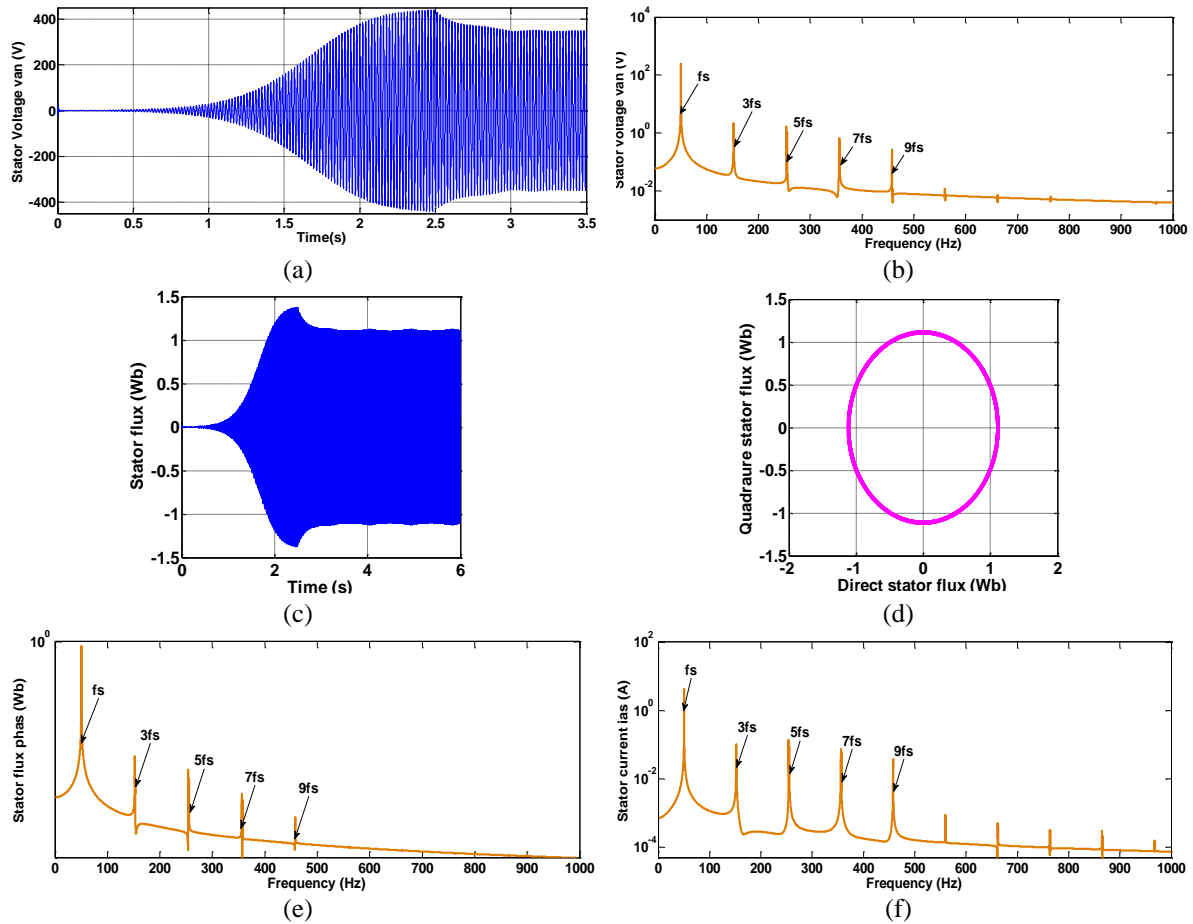 Stator Voltage van (V)
400
200
0
-200
-400
0 0.5 1 1.5 2 2.5 3 3.5
Time(s)
(a)
Stator voltage van (V)
10^4
10^2
10^0
10^-2
fs
3fs
5fs
7fs
9fs
0 100 200 300 400 500 600 700 800 900 1000
Frequency (Hz)
(b)
Stator flux (Wb)
1.5
1
0.5
0
-0.5
-1
-1.5
0 2 4 6
Time (s)
(c)
Quadraure stator flux (Wb)
1.5
1
0.5
0
-0.5
-1
-1.5
-2 -1 0 1 2
Direct stator flux (Wb)
(d)
Stator flux phas (Wb)
10^0
fs
3fs
5fs
7fs
9fs
0 100 200 300 400 500 600 700 800 900 1000
Frequency (Hz)
(e)
Stator current ias (A)
10^2
10^0
10^-2
10^-4
fs
3fs
5fs
7fs
9fs
0 100 200 300 400 500 600 700 800 900 1000
Frequency (Hz)
(f)